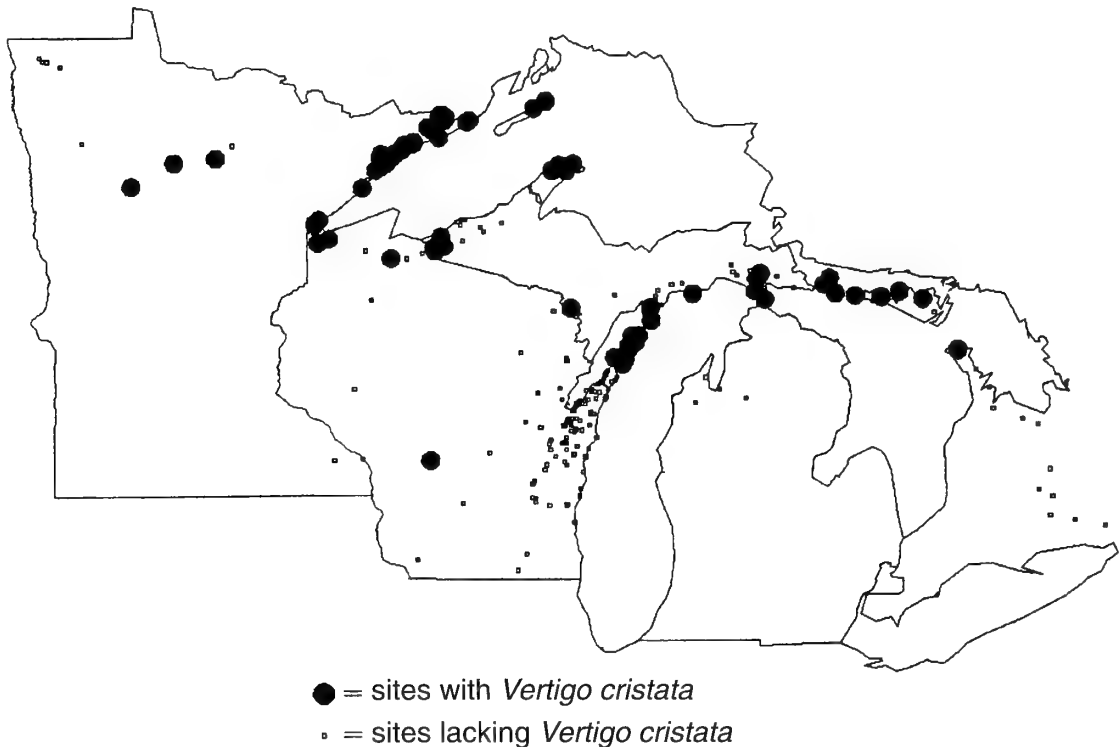 = sites with Vertigo cristata
= sites lacking Vertigo cristata